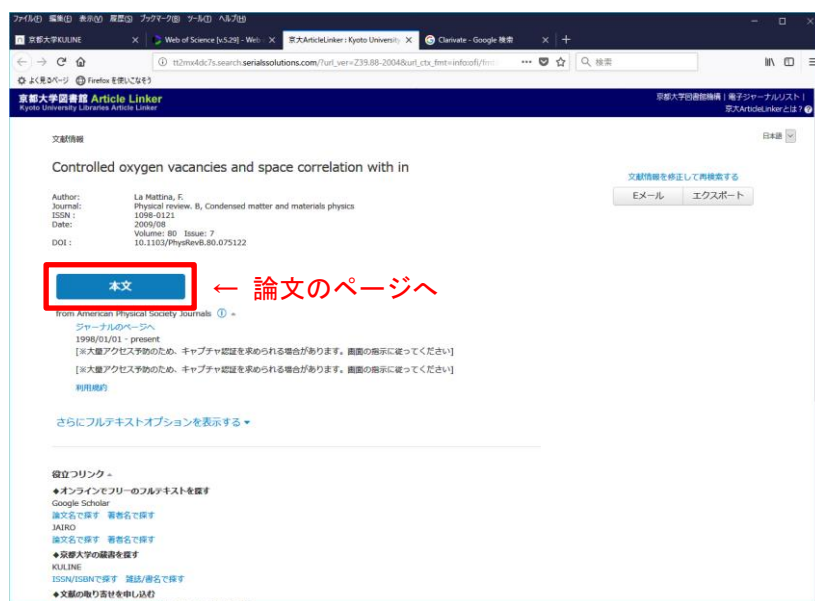 ファイル(F) 編集(E) 表示(V) 履歴(S) ブックマーク(B) ツール(T) ヘルプ(H)
京都大学KULINE
Web of Science [v.5.29] - Web
京大ArticleLinker : Kyoto University
Clarivate - Google 検索
tt2mx4dc7s.search.serialssolutions.com/?url_ver=Z39.88-2004&url_ctx_fmt=info:ofi/fmt
検索
よく見るページ Firefox を使いこなそう
京都大学図書館 Article Linker
Kyoto University Libraries Article Linker
京都大学図書館機構 | 電子ジャーナルリスト |
京大ArticleLinkerとは?
文献情報
日本語
Controlled oxygen vacancies and space correlation with in
文献情報を修正して再検索する
Eメール エクスポート
Author: La Mattina, F.
Journal: Physical review. B, Condensed matter and materials physics
ISSN : 1098-0121
Date: 2009/08
Volume: 80 Issue: 7
DOI : 10.1103/PhysRevB.80.075122
本文
← 論文のページへ
from American Physical Society Journals
ジャーナルのページへ
1998/01/01 - present
[※大量アクセス予防のため、キャプチャ認証を求められる場合があります。画面の指示に従ってください]
[※大量アクセス予防のため、キャプチャ認証を求められる場合があります。画面の指示に従ってください]
利用規約
さらにフルテキストオプションを表示する
役立つリンク
◆オンラインでフリーのフルテキストを探す
Google Scholar
論文名で探す 著者名で探す
JAIRO
論文名で探す 著者名で探す
◆京都大学の蔵書を探す
KULINE
ISSN/ISBNで探す 雑誌/書名で探す
◆文献の取り寄せを申し込む